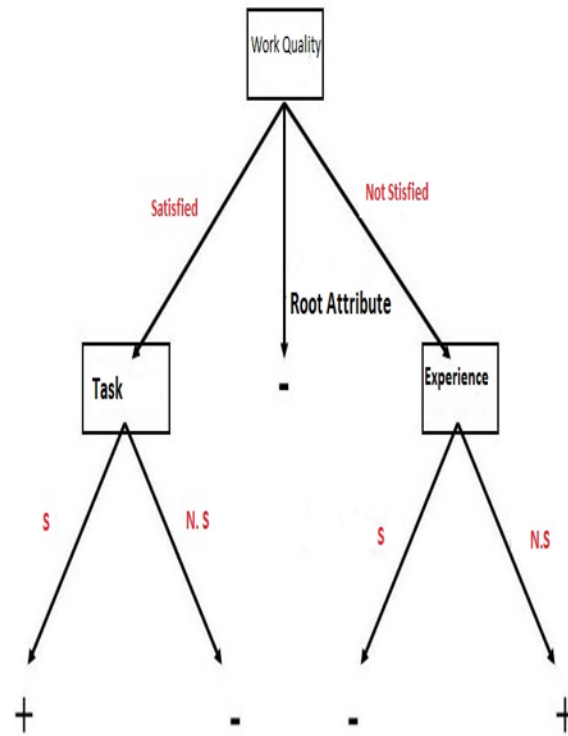 Work Quality
Satisfied
Not Stisfied
Root Attribute
Task
-
Experience
S
N. S
S
N.S
+
-
-
+